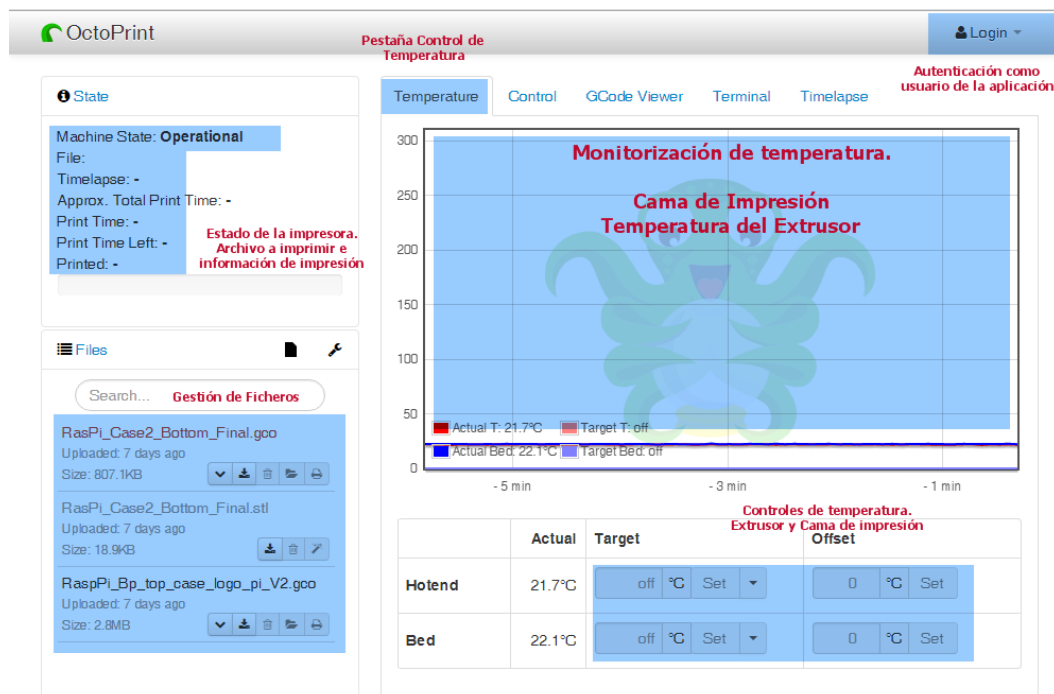 OctoPrint
Login
Pestaña Control de
Temperatura
Autenticación como
usuario de la aplicación
State
Machine State: Operational
File:
Timelapse: -
Approx. Total Print Time: -
Print Time: -
Print Time Left: -
Printed: -
Estado de la impresora.
Archivo a imprimir e
información de impresión
Files
Search...
Gestión de Ficheros
RasPi_Case2_Bottom_Final.gco
Uploaded: 7 days ago
Size: 807.1KB
RasPi_Case2_Bottom_Final.stl
Uploaded: 7 days ago
Size: 18.9KB
RaspPi_Bp_top_case_logo_pi_V2.gco
Uploaded: 7 days ago
Size: 2.8MB
Temperature Control GCode Viewer Terminal Timelapse
Monitorización de temperatura.
Cama de Impresión
Temperatura del Extrusor
300
250
200
150
100
50
0
Actual T: 21.7°C Target T: off
Actual Bed: 22.1°C Target Bed: off
- 5 min - 3 min - 1 min
Controles de temperatura.
Extrusor y Cama de impresión
Actual Target Offset
Hotend 21.7°C off °C Set 0 °C Set
Bed 22.1°C off °C Set 0 °C Set